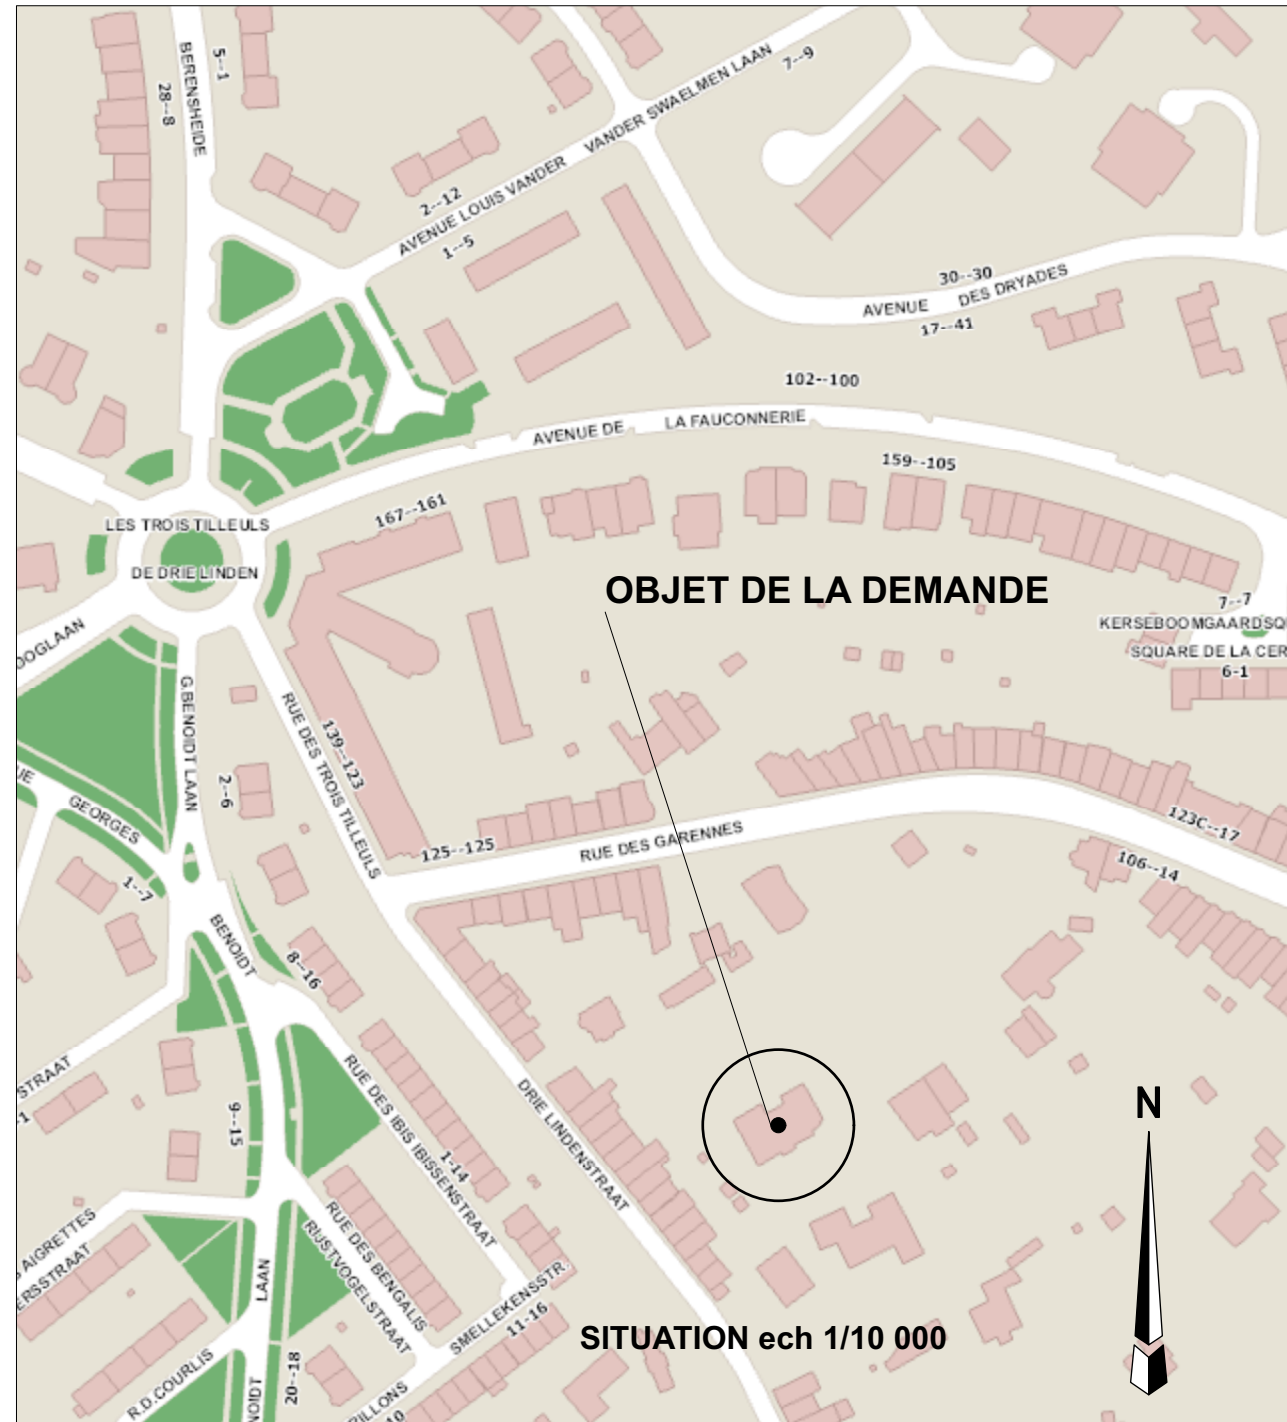 BERENSHEIDE
5--1
28--8
7--9
VANDER SWAELMEN LAAN
AVENUE LOUIS VANDER
2--12
1--5
30--30
AVENUE DES DRYADES
17--41
102--100
AVENUE DE LA FAUCONNERIE
159--105
167--161
LES TROIS TILLEULS
DE DRIE LINDEN
OBJET DE LA DEMANDE
7--7
KERSEBOOMGAARDSQ
SQUARE DE LA CER
6-1
OOGLAAN
G.BENOIDT LAAN
RUE DES TROIS TILLEULS
139--123
2--6
UE
GEORGES
BENOIDT
1--7
125--125
RUE DES GARENNES
123C--17
106--14
8--16
STRAAT
-1
9--15
RUE DES IBIS IBISSENSTRAAT
1-14
DRIE LINDENSTRAAT
N
S AIGRETTES
ERSSTRAAT
LAAN
RUE DES BENGALIS
RIJSTVOGELSTRAAT
SMELLEKENSSTR.
11-16
SITUATION ech 1/10 000
R.D.COURLIS
NOIDT
20--18
RILLONS
10